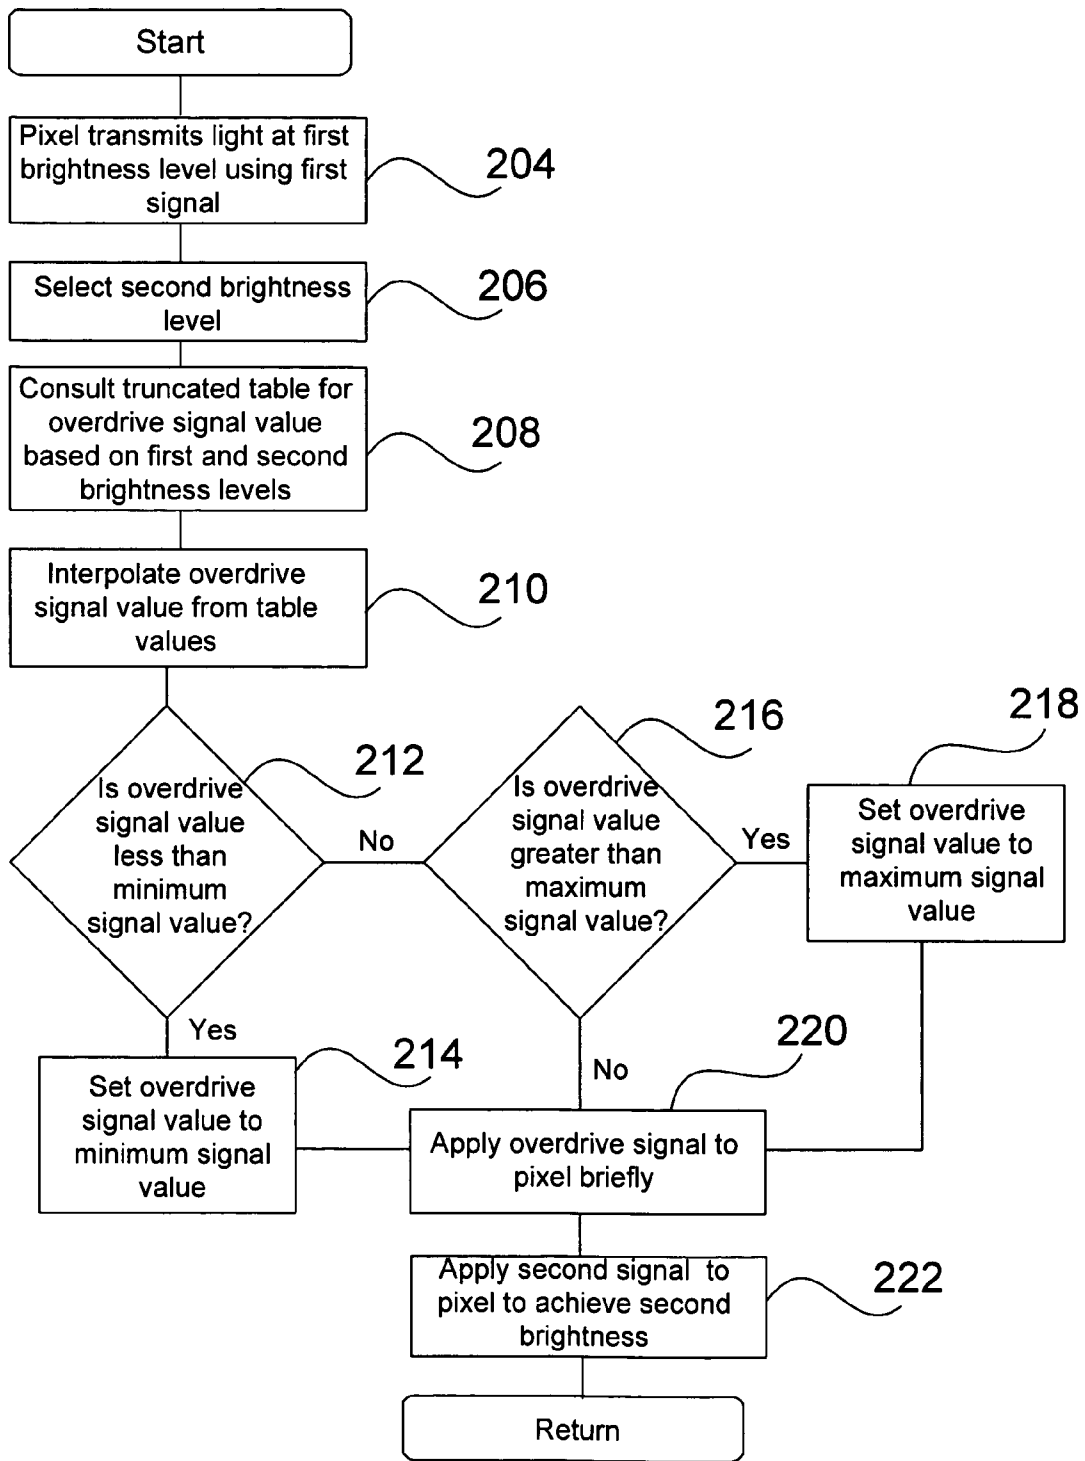 Start
Pixel transmits light at first
brightness level using first
signal
204
Select second brightness
level
206
Consult truncated table for
overdrive signal value
based on first and second
brightness levels
208
Interpolate overdrive
signal value from table
values
210
Is overdrive
signal value
less than
minimum
signal value?
212
No
Is overdrive
signal value
greater than
maximum
signal value?
216
Yes
Set overdrive
signal value to
maximum signal
value
218
Yes
Set overdrive
signal value to
minimum signal
value
214
No
Apply overdrive signal to
pixel briefly
220
Apply second signal to
pixel to achieve second
brightness
222
Return